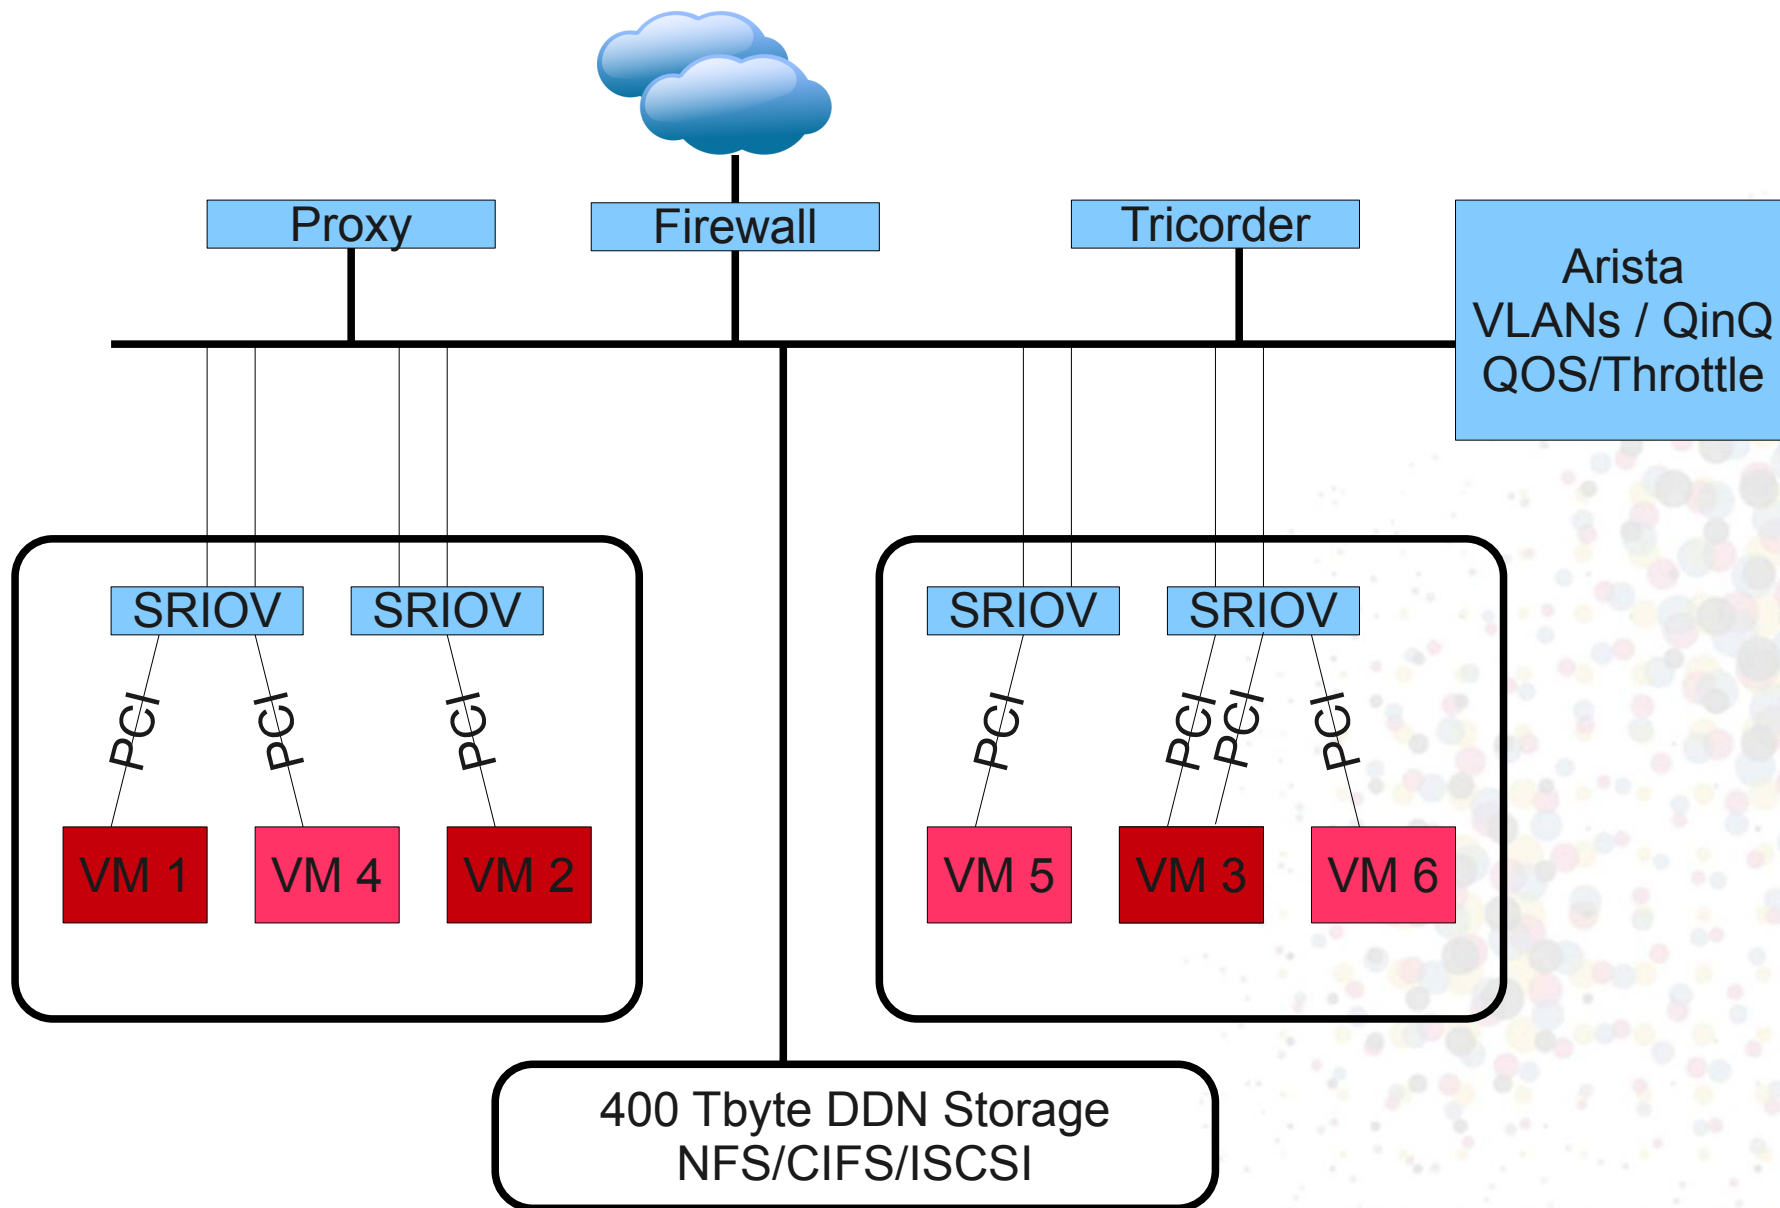 Proxy
Firewall
Tricorder
Arista
VLANs / QinQ
QOS/Throttle
SRIOV
SRIOV
SRIOV
SRIOV
PCI
PCI
PCI
PCI
PCI
PCI
PCI
VM 1
VM 4
VM 2
VM 5
VM 3
VM 6
400 Tbyte DDN Storage
NFS/CIFS/ISCSI